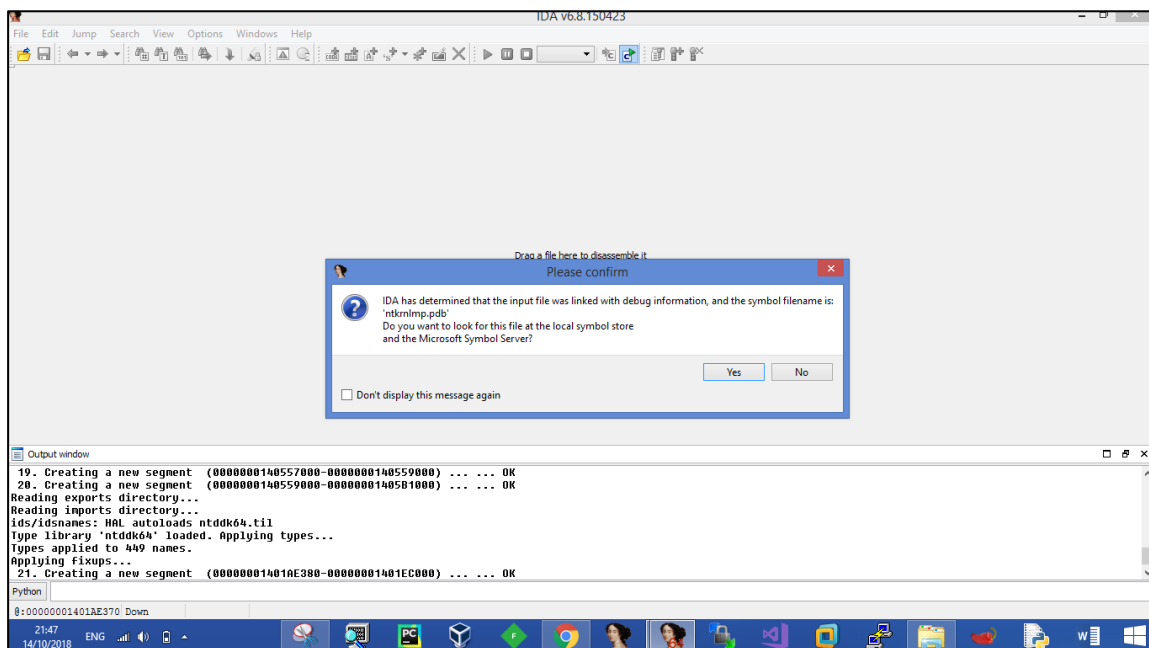 IDA v6.8.150423
File Edit Jump Search View Options Windows Help
Drag a file here to disassemble it
Please confirm
IDA has determined that the input file was linked with debug information, and the symbol filename is:
'ntkrnlmp.pdb'
Do you want to look for this file at the local symbol store
and the Microsoft Symbol Server?
Yes No
Don't display this message again
Output window
19. Creating a new segment (0000000140557000-0000000140559000) ... ... OK
20. Creating a new segment (0000000140559000-00000001405B1000) ... ... OK
Reading exports directory...
Reading imports directory...
ids/idsnames: HAL autoloads ntddk64.til
Type library 'ntddk64' loaded. Applying types...
Types applied to 449 names.
Applying fixups...
21. Creating a new segment (00000001401AE380-00000001401EC000) ... ... OK
Python
@:00000001401AE370 Down
21:47
ENG
14/10/2018
PC
F
W